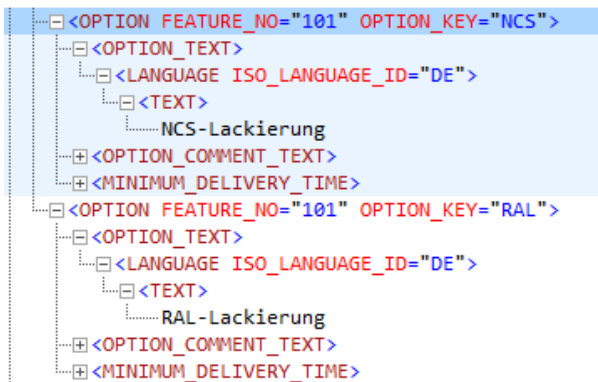 <OPTION FEATURE_NO="101" OPTION_KEY="NCS">
<OPTION_TEXT>
<LANGUAGE ISO_LANGUAGE_ID="DE">
<TEXT>
NCS-Lackierung
<OPTION_COMMENT_TEXT>
<MINIMUM_DELIVERY_TIME>
<OPTION FEATURE_NO="101" OPTION_KEY="RAL">
<OPTION_TEXT>
<LANGUAGE ISO_LANGUAGE_ID="DE">
<TEXT>
RAL-Lackierung
<OPTION_COMMENT_TEXT>
<MINIMUM_DELIVERY_TIME>